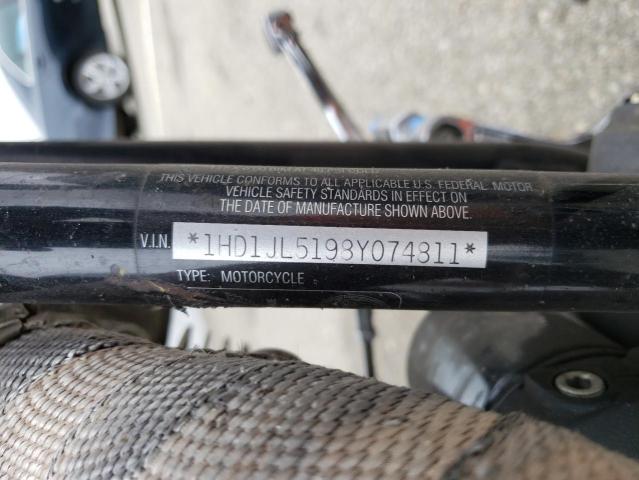 THIS VEHICLE CONFORMS TO ALL APPLICABLE U.S. FEDERAL MOTOR
VEHICLE SAFETY STANDARDS IN EFFECT ON
THE DATE OF MANUFACTURE SHOWN ABOVE.
V.I.N. *1HD1JL5198Y074811*
TYPE: MOTORCYCLE